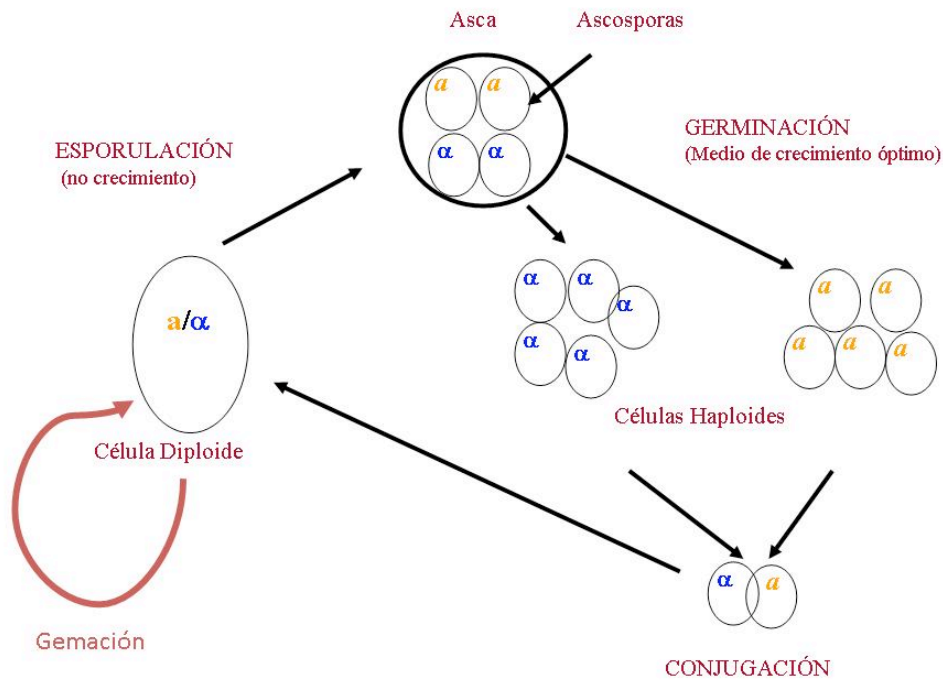 Asca
Ascosporas
a a
α α
ESPORULACIÓN
(no crecimiento)
GERMINACIÓN
(Medio de crecimiento óptimo)
a/α
Célula Diploide
α α
α
α α
a a
a a a
Células Haploides
α a
Gemación
CONJUGACIÓN